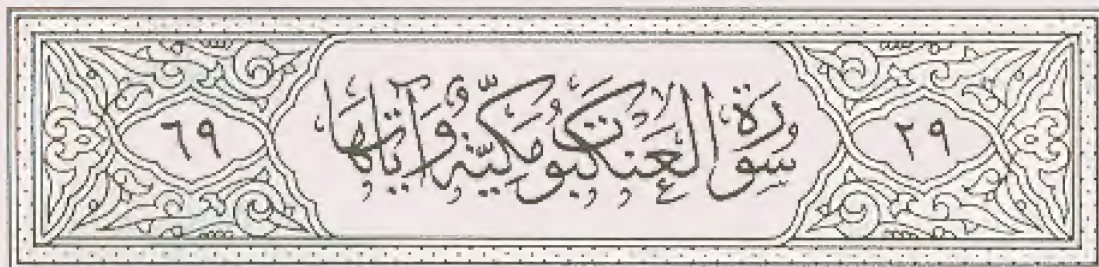 ٢٩ سُورَةُ العَنكَبُوت مَكِيَّة وَآيَاتُهَا ٦٩